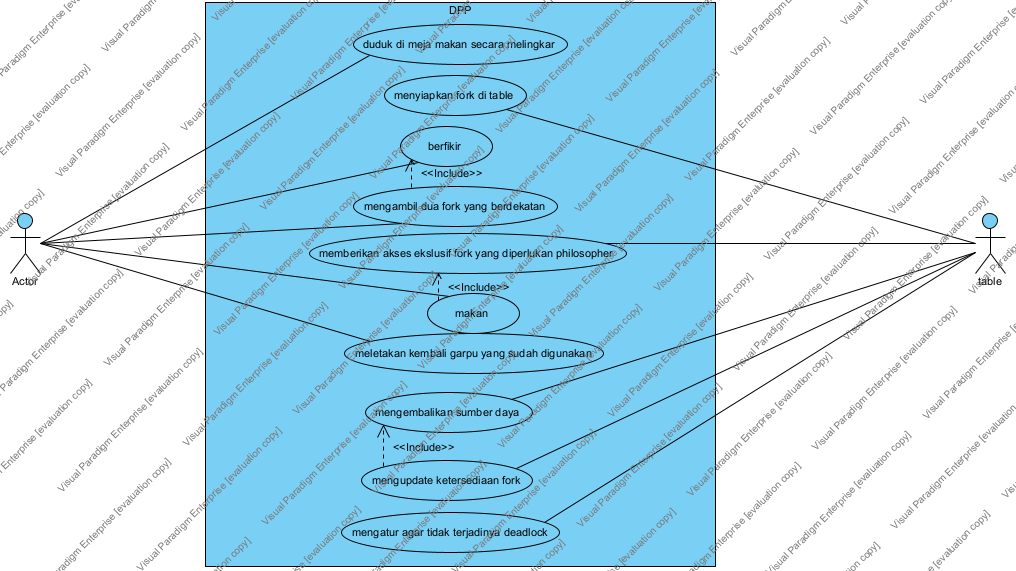 DPP
duduk di meja makan secara melingkar
menyiapkan fork di table
berfikir
<<Include>>
mengambil dua fork yang berdekatan
memberikan akses ekslusif fork yang diperlukan philosopher
Actor
table
<<Include>>
makan
meletakan kembali garpu yang sudah digunakan
mengembalikan sumber daya
<<Include>>
mengupdate ketersediaan fork
mengatur agar tidak terjadinya deadlock
Visual Paradigm Enterprise [evaluation copy]